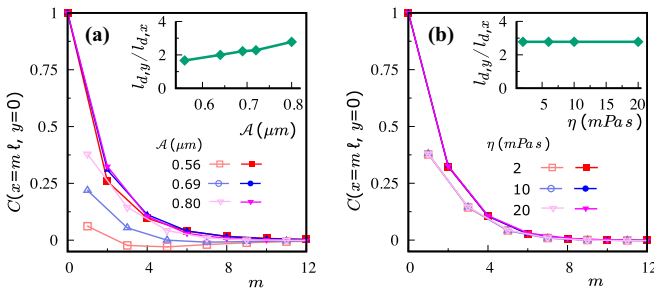 (a)
l_{d,y} / l_{d,x}
4
2
0
0.6 0.7 0.8
𝒜 (μm)
C(x=m ℓ, y=0)
1
0.75
0.5
0.25
0
𝒜 (μm)
0.56
0.69
0.80
0 4 8 12
m
(b)
l_{d,y} / l_{d,x}
4
2
0
5 10 15 20
η (mPas)
C(x=m ℓ, y=0)
1
0.75
0.5
0.25
0
η (mPas)
2
10
20
0 4 8 12
m